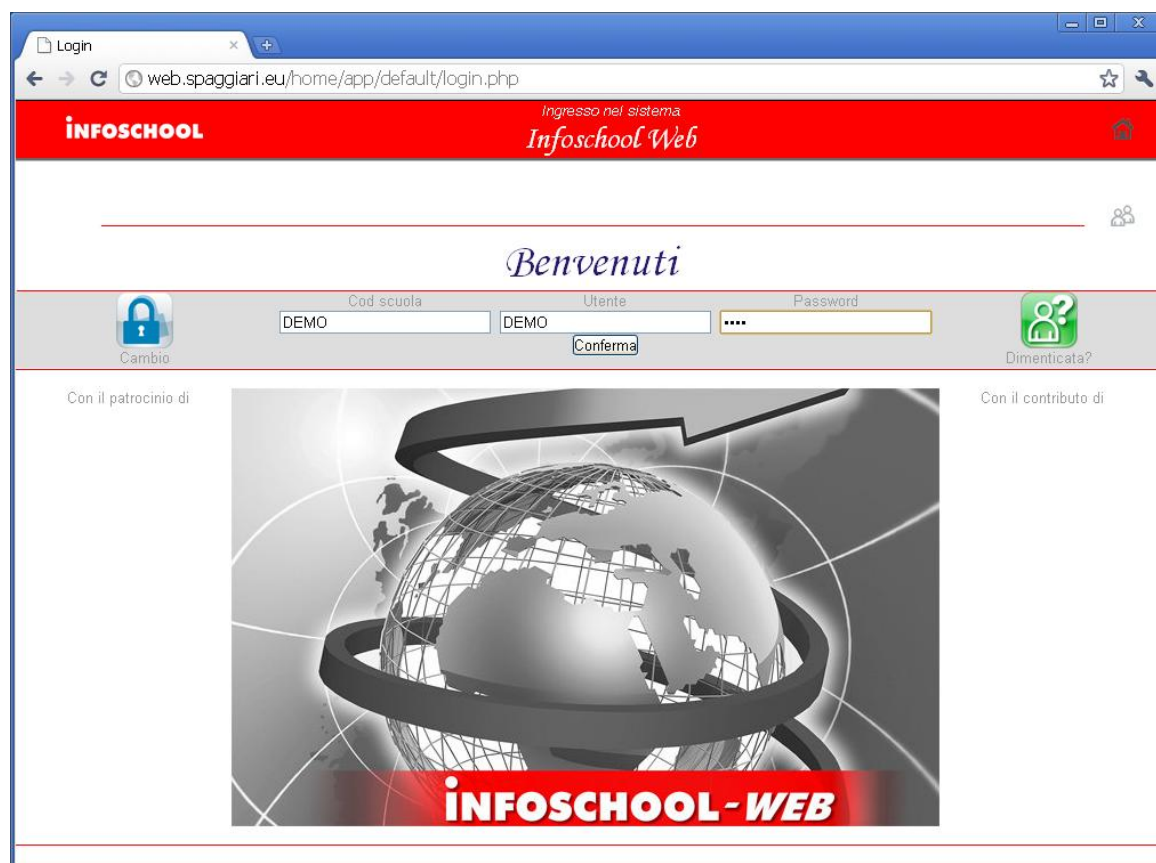 Login
web.spaggiari.eu/home/app/default/login.php
INFOSCHOOL
Ingresso nel sistema
Infoschool Web
Benvenuti
Cod scuola Utente Password
DEMO DEMO ••••
Conferma
Cambio Dimenticata?
Con il patrocinio di Con il contributo di
INFOSCHOOL-WEB